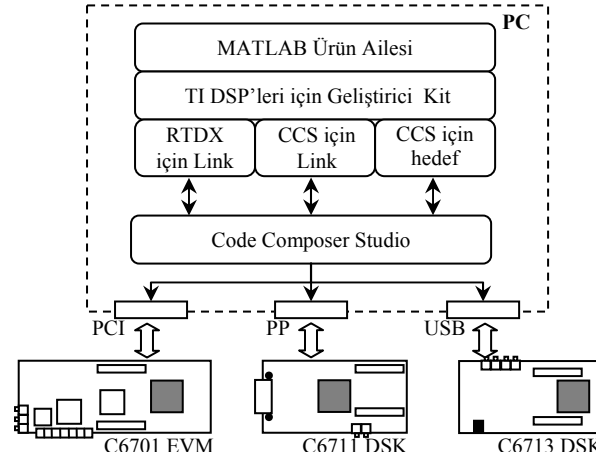 PC
MATLAB Ürün Ailesi
TI DSP'leri için Geliştirici Kit
RTDX
için Link
CCS için
Link
CCS için
hedef
Code Composer Studio
PCI
PP
USB
C6701 EVM
C6711 DSK
C6713 DSK